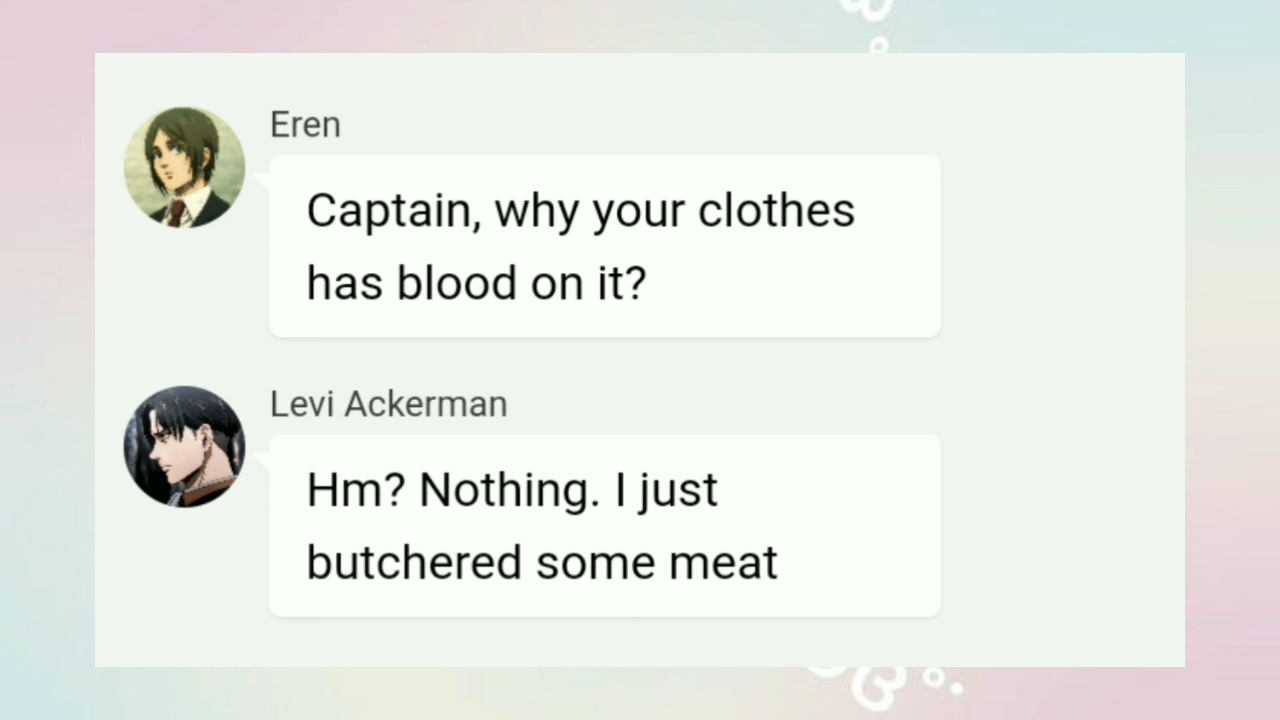 Eren
Captain, why your clothes
has blood on it?
Levi Ackerman
Hm? Nothing. I just
butchered some meat